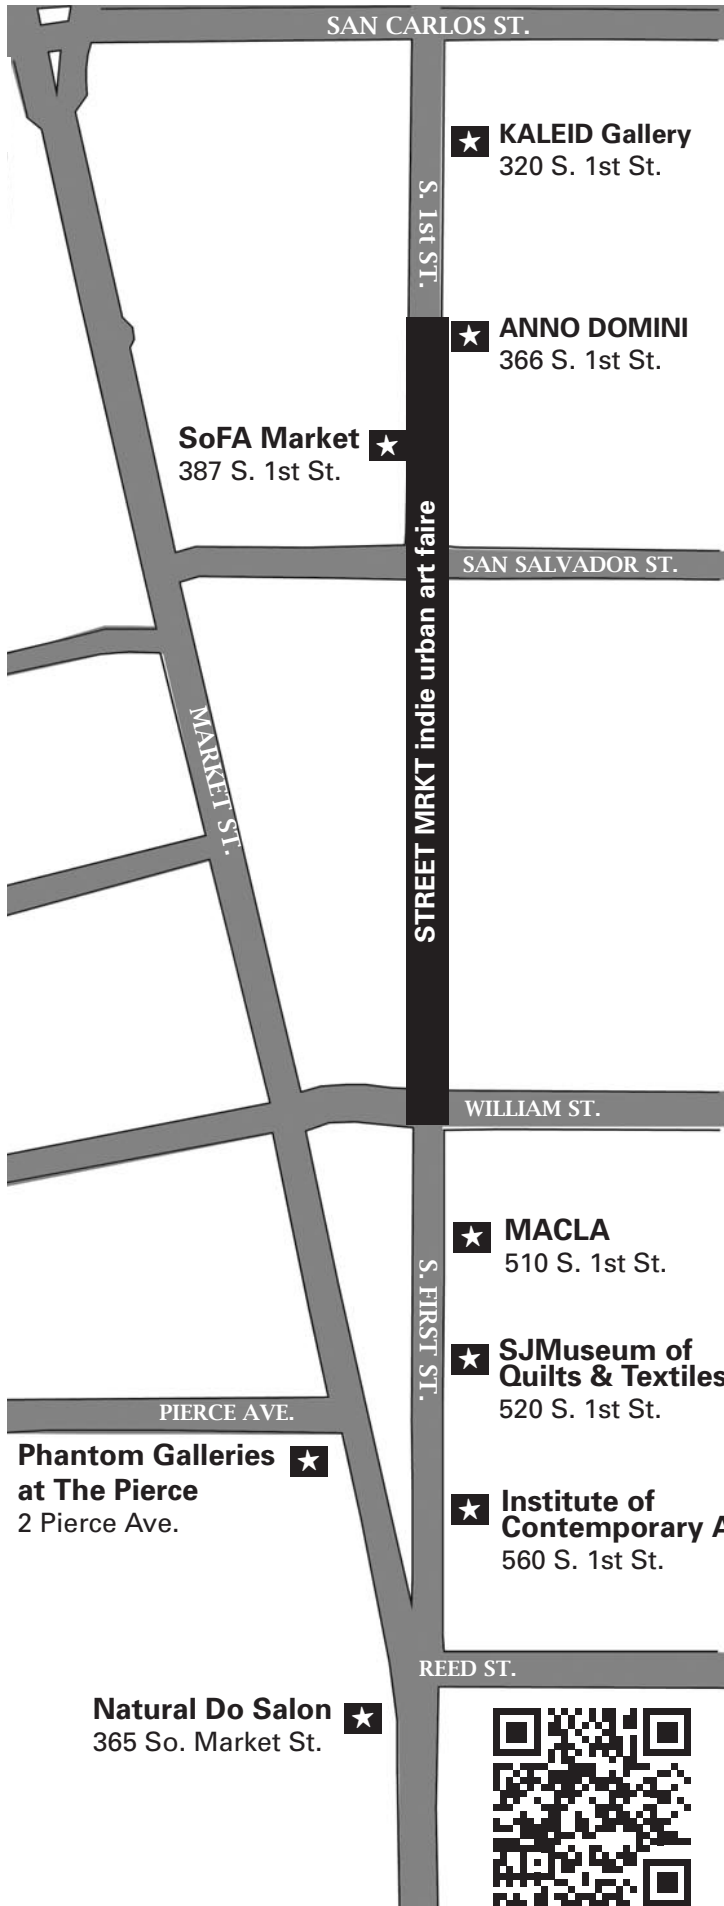 SAN CARLOS ST.
KALEID Gallery
320 S. 1st St.
S. 1st ST.
ANNO DOMINI
366 S. 1st St.
SoFA Market
387 S. 1st St.
STREET MRKT indie urban art faire
SAN SALVADOR ST.
MARKET ST.
WILLIAM ST.
MACLA
510 S. 1st St.
S. FIRST ST.
SJMuseum of
Quilts & Textiles
520 S. 1st St.
PIERCE AVE.
Phantom Galleries
at The Pierce
2 Pierce Ave.
Institute of
Contemporary A
560 S. 1st St.
REED ST.
Natural Do Salon
365 So. Market St.